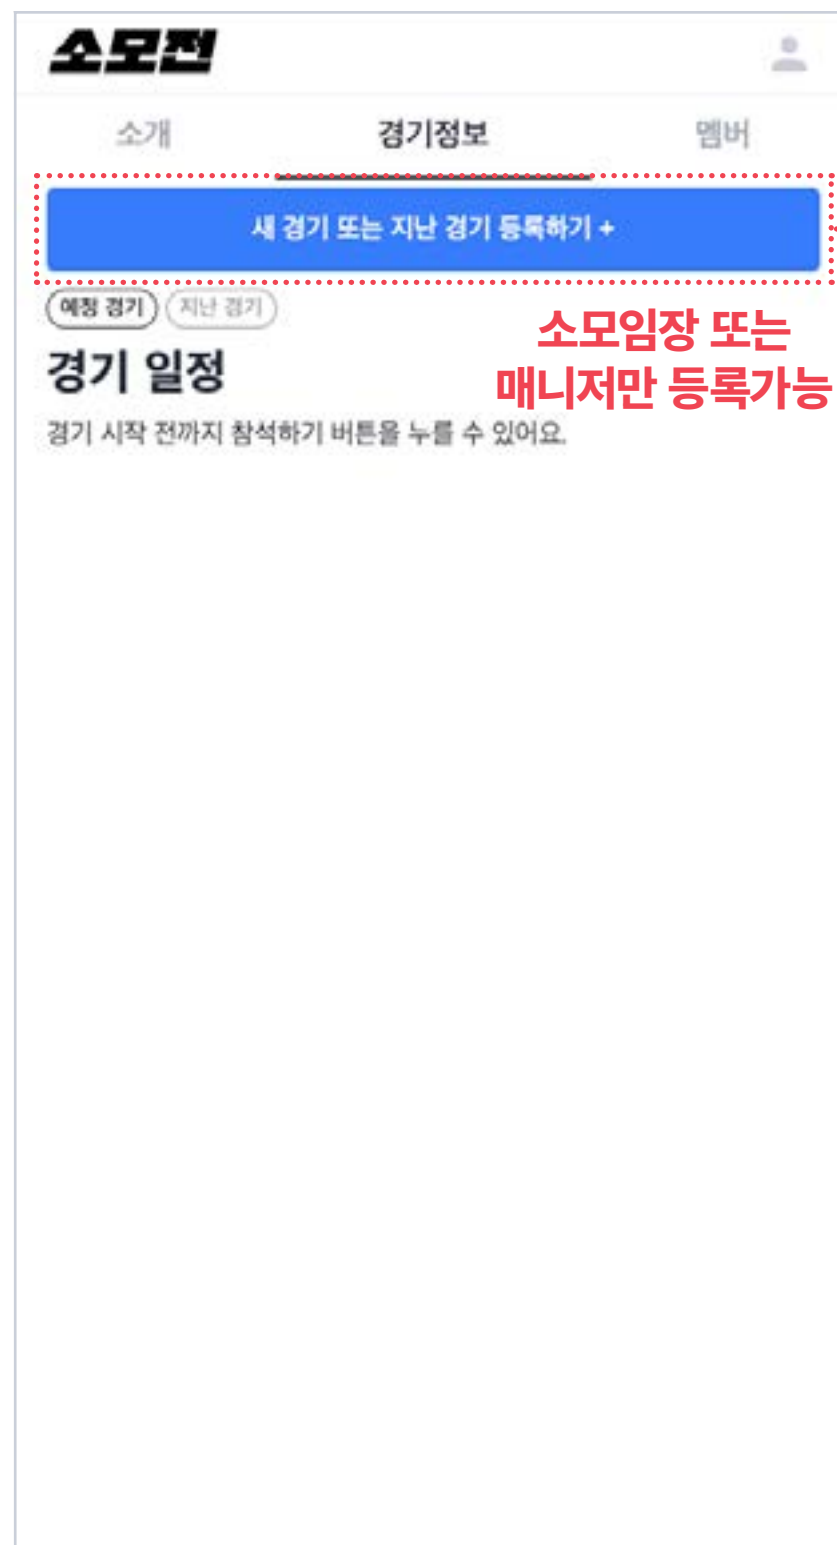 소모전
소개 경기정보 멤버
새 경기 또는 지난 경기 등록하기 +
예정 경기 지난 경기
소모임장 또는
매니저만 등록가능
경기 일정
경기 시작 전까지 참석하기 버튼을 누를 수 있어요.